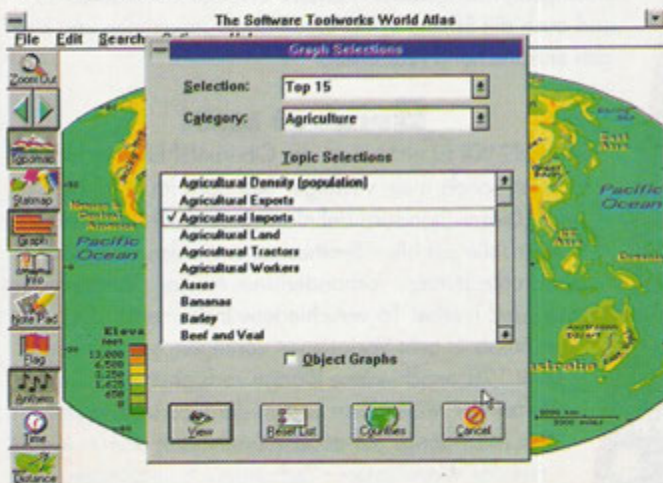 The Software Toolworks World Atlas
File Edit Search
Graph Selections
Selection: Top 15
Category: Agriculture
Topic Selections
Agricultural Density (population)
Agricultural Exports
✓ Agricultural Imports
Agricultural Land
Agricultural Tractors
Agricultural Workers
Asses
Bananas
Barley
Beef and Veal
Object Graphs
View
Reset List
Countries
Cancel
Zoom Out
Topomap
Statmap
Graph
Info
Note Pad
Flag
Anthem
Time
Distance
Pacific
Ocean
Pacific
Ocean
feet
13,000
6,500
3,250
1,625
650
0